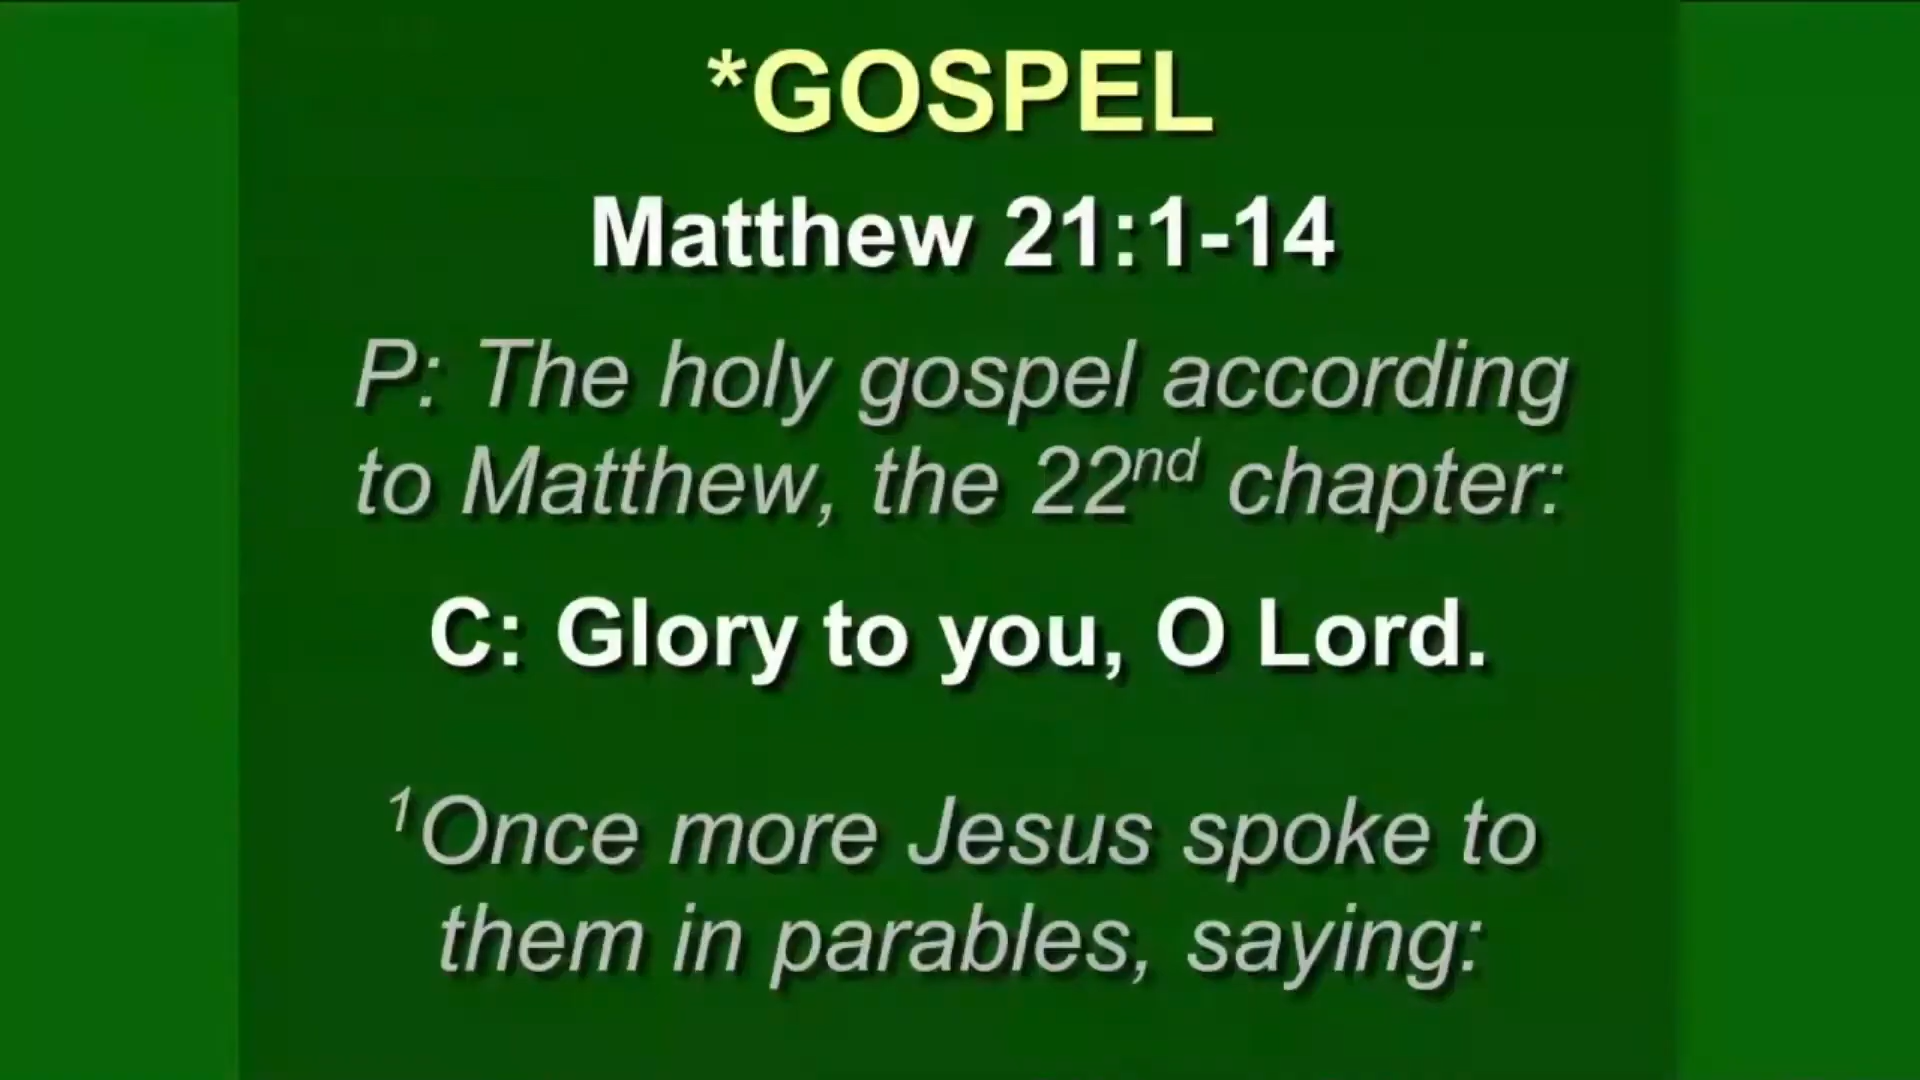 *GOSPEL
Matthew 21:1-14
P: The holy gospel according
to Matthew, the 22nd chapter:
C: Glory to you, O Lord.
1Once more Jesus spoke to
them in parables, saying: